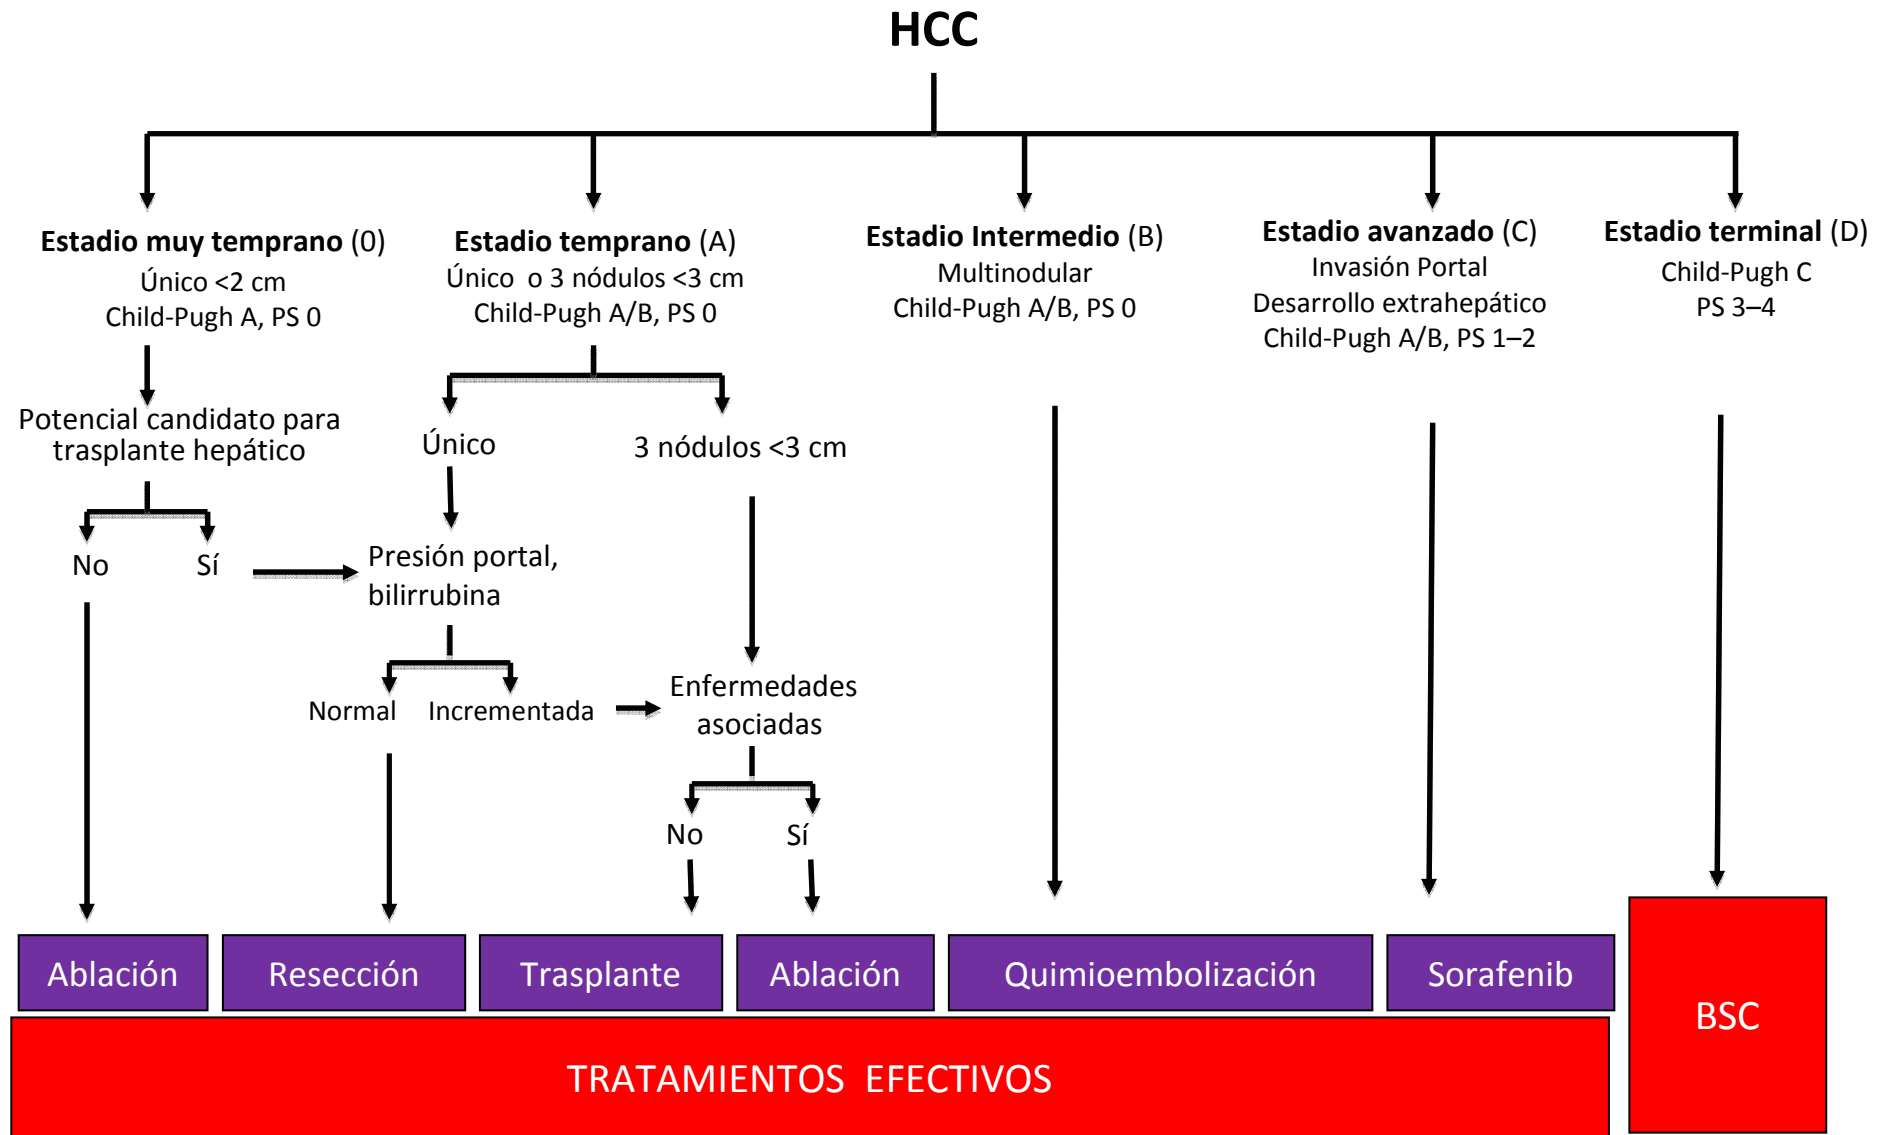 HCC
Estadio muy temprano (0)
Único <2 cm
Child-Pugh A, PS 0
Estadio temprano (A)
Único o 3 nódulos <3 cm
Child-Pugh A/B, PS 0
Estadio Intermedio (B)
Multinodular
Child-Pugh A/B, PS 0
Estadio avanzado (C)
Invasión Portal
Desarrollo extrahepático
Child-Pugh A/B, PS 1–2
Estadio terminal (D)
Child-Pugh C
PS 3–4
Potencial candidato para
trasplante hepático
Único
3 nódulos <3 cm
No
Sí
Presión portal,
bilirrubina
Normal
Incrementada
Enfermedades
asociadas
No
Sí
Ablación
Resección
Trasplante
Ablación
Quimioembolización
Sorafenib
BSC
TRATAMIENTOS EFECTIVOS